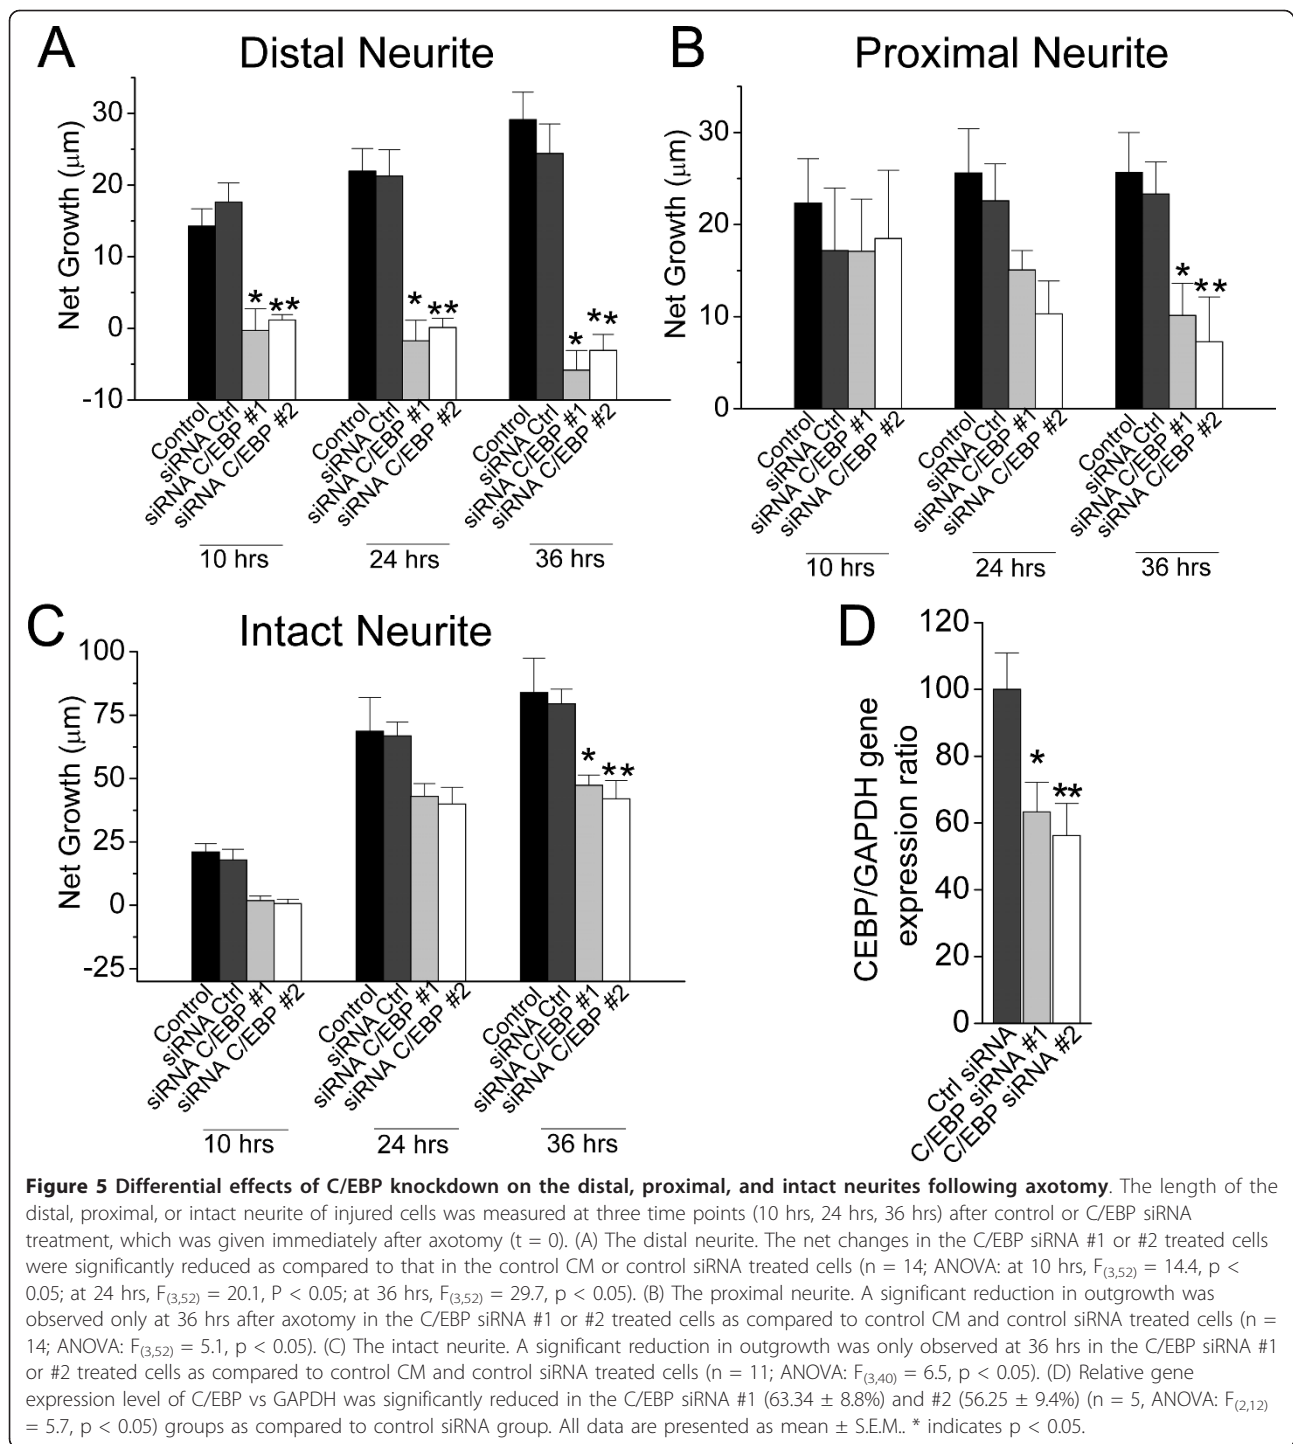 A
Distal Neurite
Net Growth (μm)
30
20
10
0
-10
* **
* **
* **
Control
siRNA Ctrl
siRNA C/EBP #1
siRNA C/EBP #2
Control
siRNA Ctrl
siRNA C/EBP #1
siRNA C/EBP #2
Control
siRNA Ctrl
siRNA C/EBP #1
siRNA C/EBP #2
10 hrs
24 hrs
36 hrs
B
Proximal Neurite
Net Growth (μm)
30
20
10
0
* **
Control
siRNA Ctrl
siRNA C/EBP #1
siRNA C/EBP #2
Control
siRNA Ctrl
siRNA C/EBP #1
siRNA C/EBP #2
Control
siRNA Ctrl
siRNA C/EBP #1
siRNA C/EBP #2
10 hrs
24 hrs
36 hrs
C
Intact Neurite
Net Growth (μm)
100
75
50
25
0
-25
* **
Control
siRNA Ctrl
siRNA C/EBP #1
siRNA C/EBP #2
Control
siRNA Ctrl
siRNA C/EBP #1
siRNA C/EBP #2
Control
siRNA Ctrl
siRNA C/EBP #1
siRNA C/EBP #2
10 hrs
24 hrs
36 hrs
D
CEBP/GAPDH gene
expression ratio
120
100
80
60
40
20
0
* **
Ctrl siRNA
C/EBP siRNA #1
C/EBP siRNA #2
Figure 5 Differential effects of C/EBP knockdown on the distal, proximal, and intact neurites following axotomy. The length of the
distal, proximal, or intact neurite of injured cells was measured at three time points (10 hrs, 24 hrs, 36 hrs) after control or C/EBP siRNA
treatment, which was given immediately after axotomy (t = 0). (A) The distal neurite. The net changes in the C/EBP siRNA #1 or #2 treated cells
were significantly reduced as compared to that in the control CM or control siRNA treated cells (n = 14; ANOVA: at 10 hrs, F(3,52) = 14.4, p <
0.05; at 24 hrs, F(3,52) = 20.1, P < 0.05; at 36 hrs, F(3,52) = 29.7, p < 0.05). (B) The proximal neurite. A significant reduction in outgrowth was
observed only at 36 hrs after axotomy in the C/EBP siRNA #1 or #2 treated cells as compared to control CM and control siRNA treated cells (n =
14; ANOVA: F(3,52) = 5.1, p < 0.05). (C) The intact neurite. A significant reduction in outgrowth was only observed at 36 hrs in the C/EBP siRNA #1
or #2 treated cells as compared to control CM and control siRNA treated cells (n = 11; ANOVA: F(3,40) = 6.5, p < 0.05). (D) Relative gene
expression level of C/EBP vs GAPDH was significantly reduced in the C/EBP siRNA #1 (63.34 ± 8.8%) and #2 (56.25 ± 9.4%) (n = 5, ANOVA: F(2,12)
= 5.7, p < 0.05) groups as compared to control siRNA group. All data are presented as mean ± S.E.M.. * indicates p < 0.05.